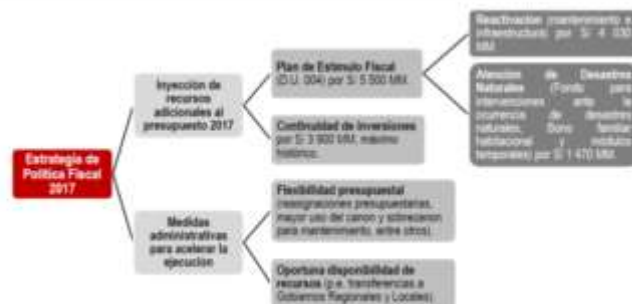 Estrategia de
Política Fiscal
2017
Inyección de
recursos
adicionales al
presupuesto 2017
Medidas
administrativas
para acelerar la
ejecucion
Plan de Estímulo Fiscal
(D.U. 004) por S/ 5 500 MM.
Continuidad de inversiones
por S/ 3 900 MM, máximo
histórico.
Flexibilidad presupuestal
(reasignaciones presupuestarias,
mayor uso del canon y sobrecanon
para mantenimiento, entre otros).
Oportuna disponibilidad de
recursos (p.e. transferencias a
Gobiernos Regionales y Locales).
Reactivación (mantenimiento e
infraestructura) por S/ 4 030
MM.
Atención de Desastres
Naturales (Fondo para
intervenciones ante la
ocurrencia de desastres
naturales, bono familiar
habitacional y módulos
temporales) por S/ 1 470 MM.